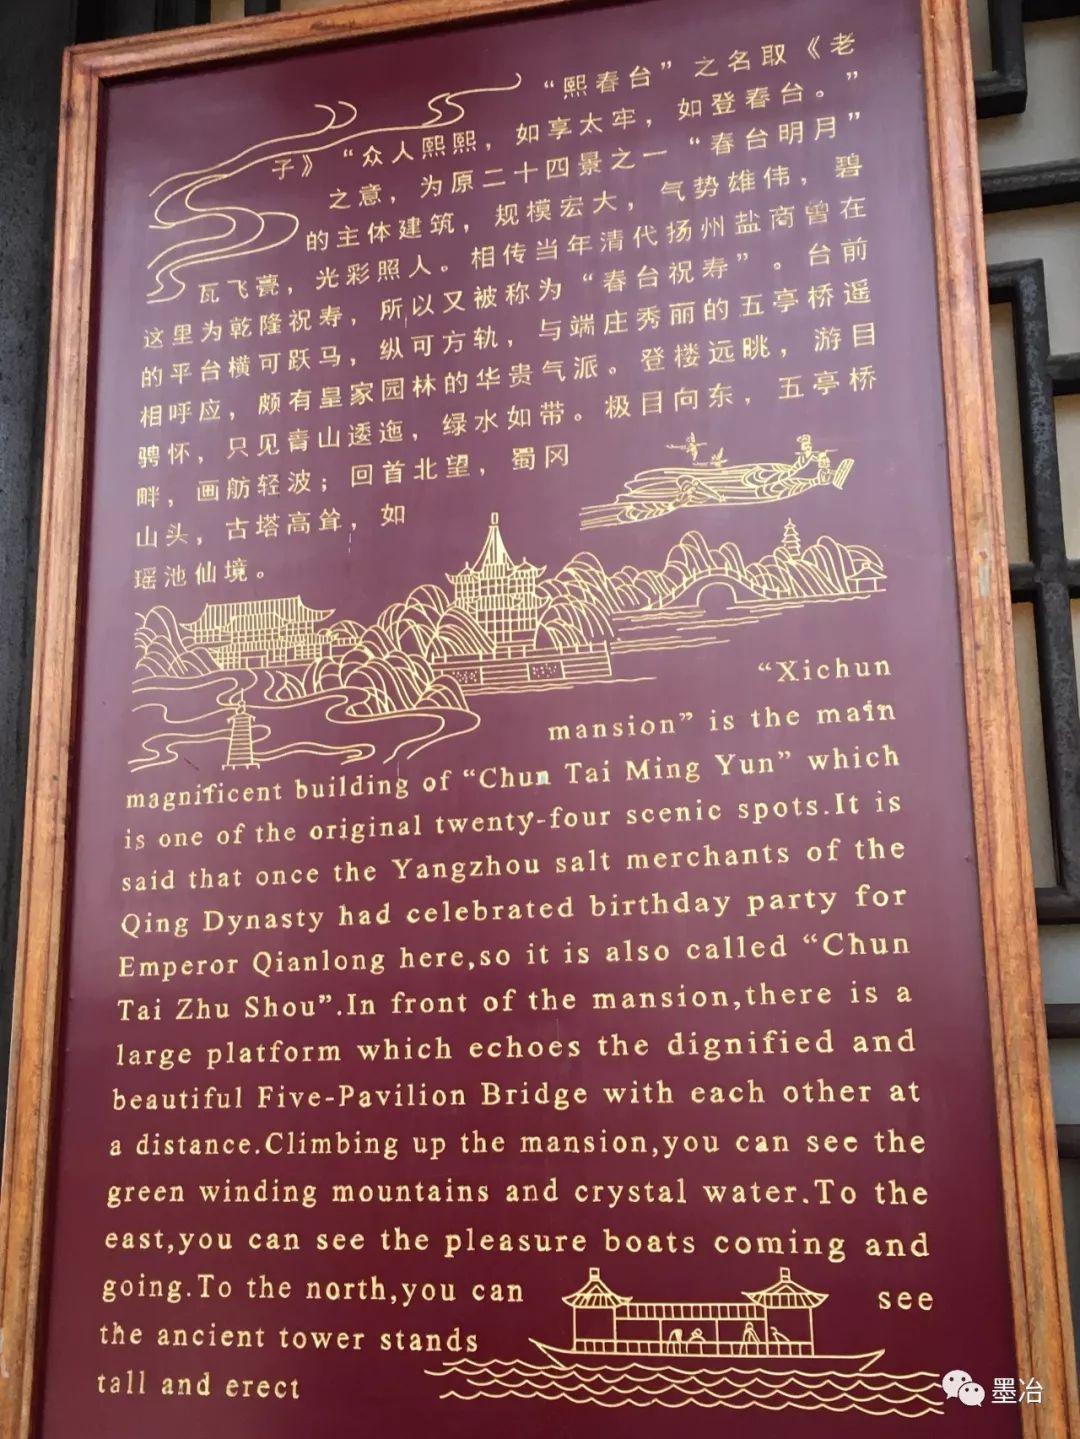 “熙春台”之名取《老
子》“众人熙熙，如享太牢，如登春台。”
之意，为原二十四景之一“春台明月”
的主体建筑，规模宏大，气势雄伟，碧
瓦飞甍，光彩照人。相传当年清代扬州盐商曾在
这里为乾隆祝寿，所以又被称为“春台祝寿”。台前
的平台横可跃马，纵可方轨，与端庄秀丽的五亭桥遥
相呼应，颇有皇家园林的华贵气派。登楼远眺，游目
骋怀，只见青山逶迤，绿水如带。极目向东，五亭桥
畔，画舫轻波；回首北望，蜀冈
山头，古塔高耸，如
瑶池仙境。
“Xichun
mansion” is the main
magnificent building of “Chun Tai Ming Yun” which
is one of the original twenty-four scenic spots.It is
said that once the Yangzhou salt merchants of the
Qing Dynasty had celebrated birthday party for
Emperor Qianlong here,so it is also called “Chun
Tai Zhu Shou”.In front of the mansion,there is a
large platform which echoes the dignified and
beautiful Five-Pavilion Bridge with each other at
a distance.Climbing up the mansion,you can see the
green winding mountains and crystal water.To the
east,you can see the pleasure boats coming and
going.To the north,you can see
the ancient tower stands
tall and erect
墨冶